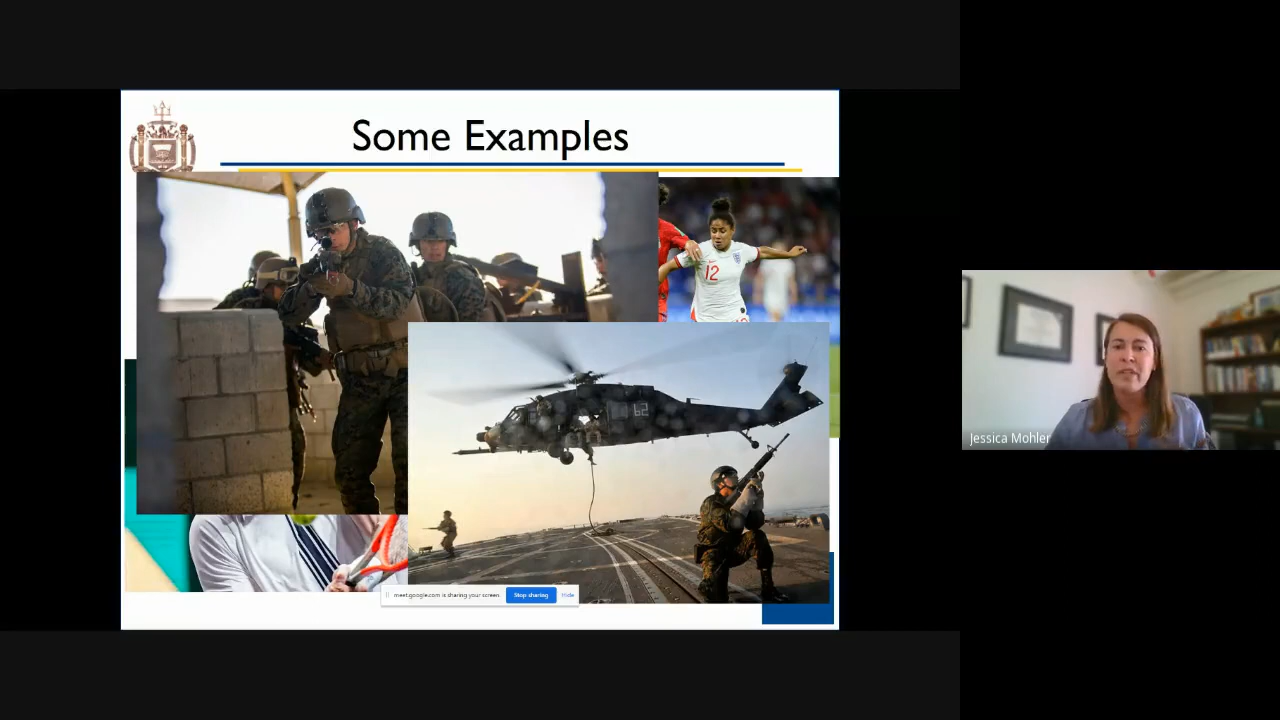 Some Examples
12
62
meet.google.com is sharing your screen.
Stop sharing
Hide
Jessica Mohler